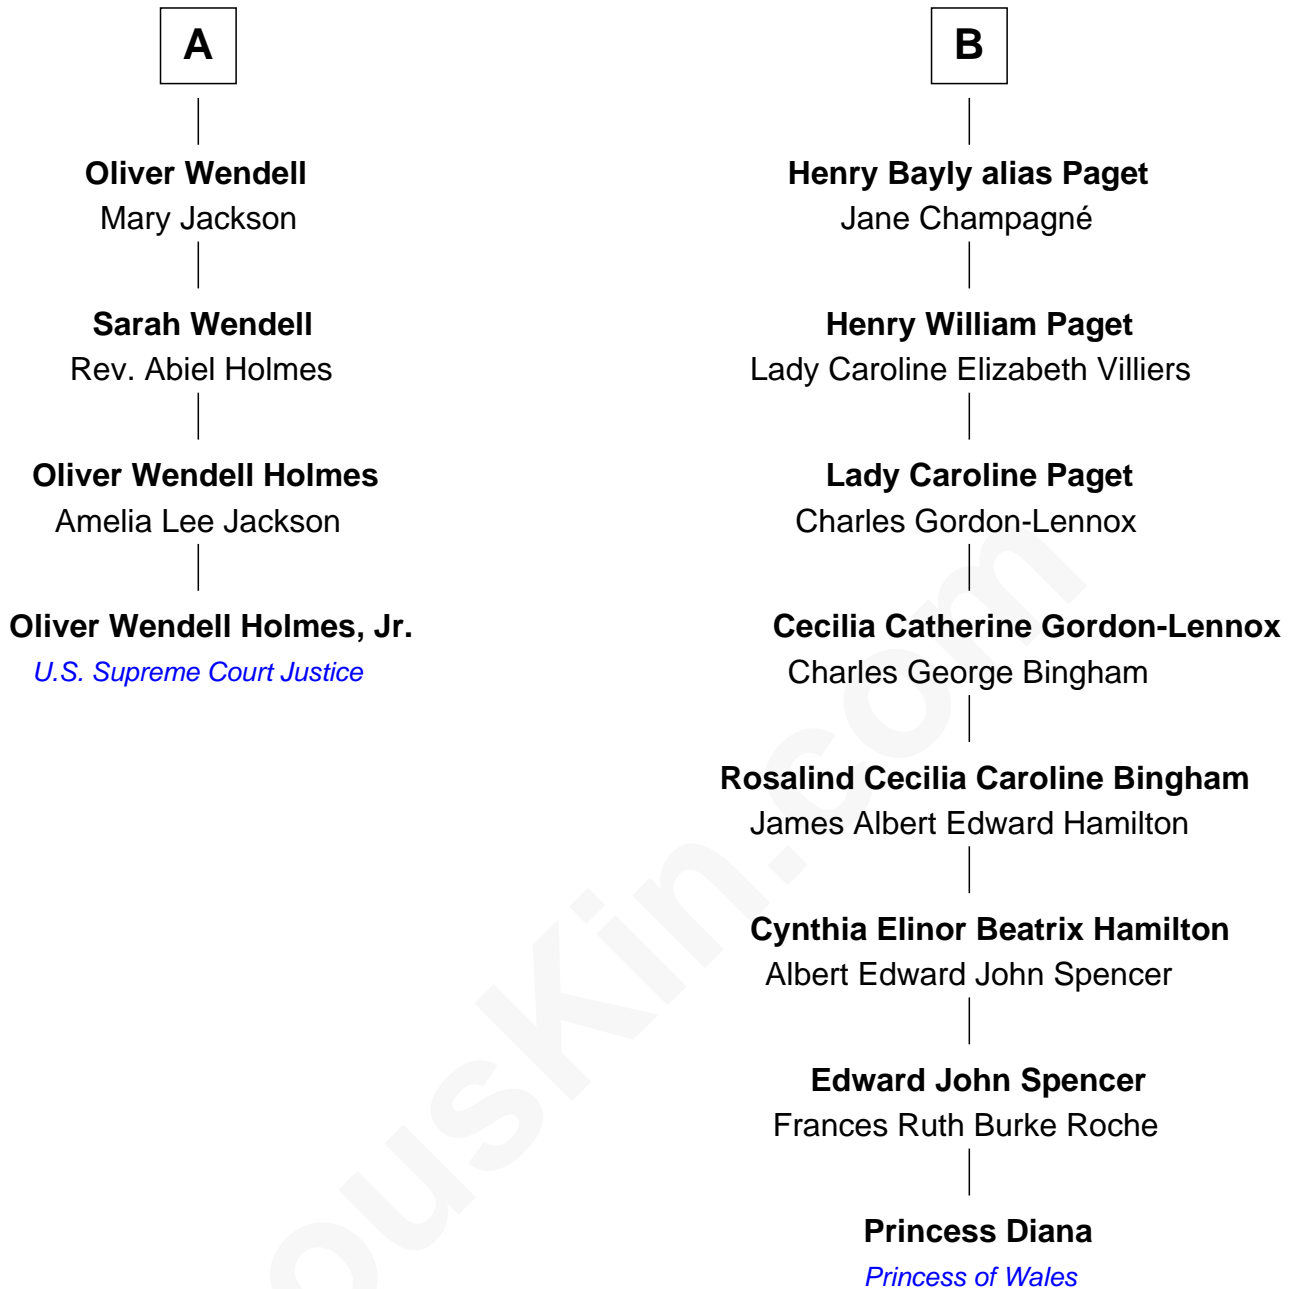 A
Oliver Wendell
Mary Jackson
Sarah Wendell
Rev. Abiel Holmes
Oliver Wendell Holmes
Amelia Lee Jackson
Oliver Wendell Holmes, Jr.
U.S. Supreme Court Justice
B
Henry Bayly alias Paget
Jane Champagné
Henry William Paget
Lady Caroline Elizabeth Villiers
Lady Caroline Paget
Charles Gordon-Lennox
Cecilia Catherine Gordon-Lennox
Charles George Bingham
Rosalind Cecilia Caroline Bingham
James Albert Edward Hamilton
Cynthia Elinor Beatrix Hamilton
Albert Edward John Spencer
Edward John Spencer
Frances Ruth Burke Roche
Princess Diana
Princess of Wales
ousKin.com